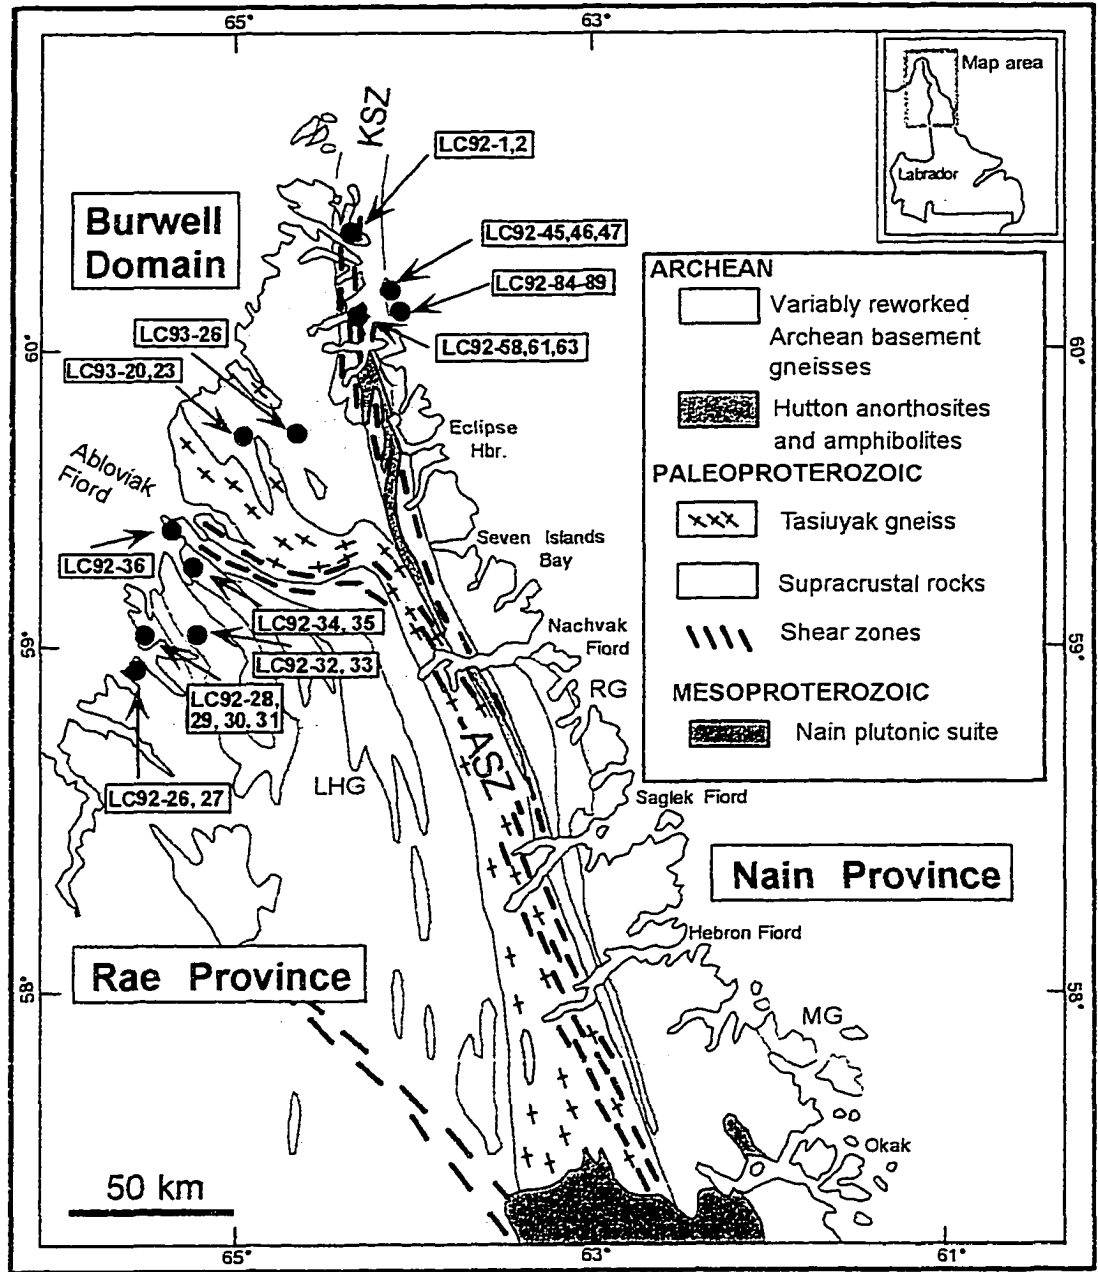 65°
63°
Map area
Labrador
KSZ
LC92-1,2
Burwell
Domain
LC92-45,46,47
LC92-84-89
LC93-26
LC92-58,61,63
LC93-20,23
60°
60°
ARCHEAN
Variably reworked
Archean basement
gneisses
Hutton anorthosites
and amphibolites
PALEOPROTEROZOIC
Tasiuyak gneiss
Supracrustal rocks
Shear zones
MESOPROTEROZOIC
Nain plutonic suite
Eclipse
Hbr.
Abloviak
Fiord
Seven Islands
Bay
LC92-36
LC92-34, 35
59°
59°
Nachvak
Fiord
LC92-32, 33
LC92-28,
29, 30, 31
RG
ASZ
LHG
LC92-26, 27
Saglek Fiord
Nain Province
Hebron Fiord
Rae Province
58°
58°
MG
Okak
50 km
65°
63°
61°